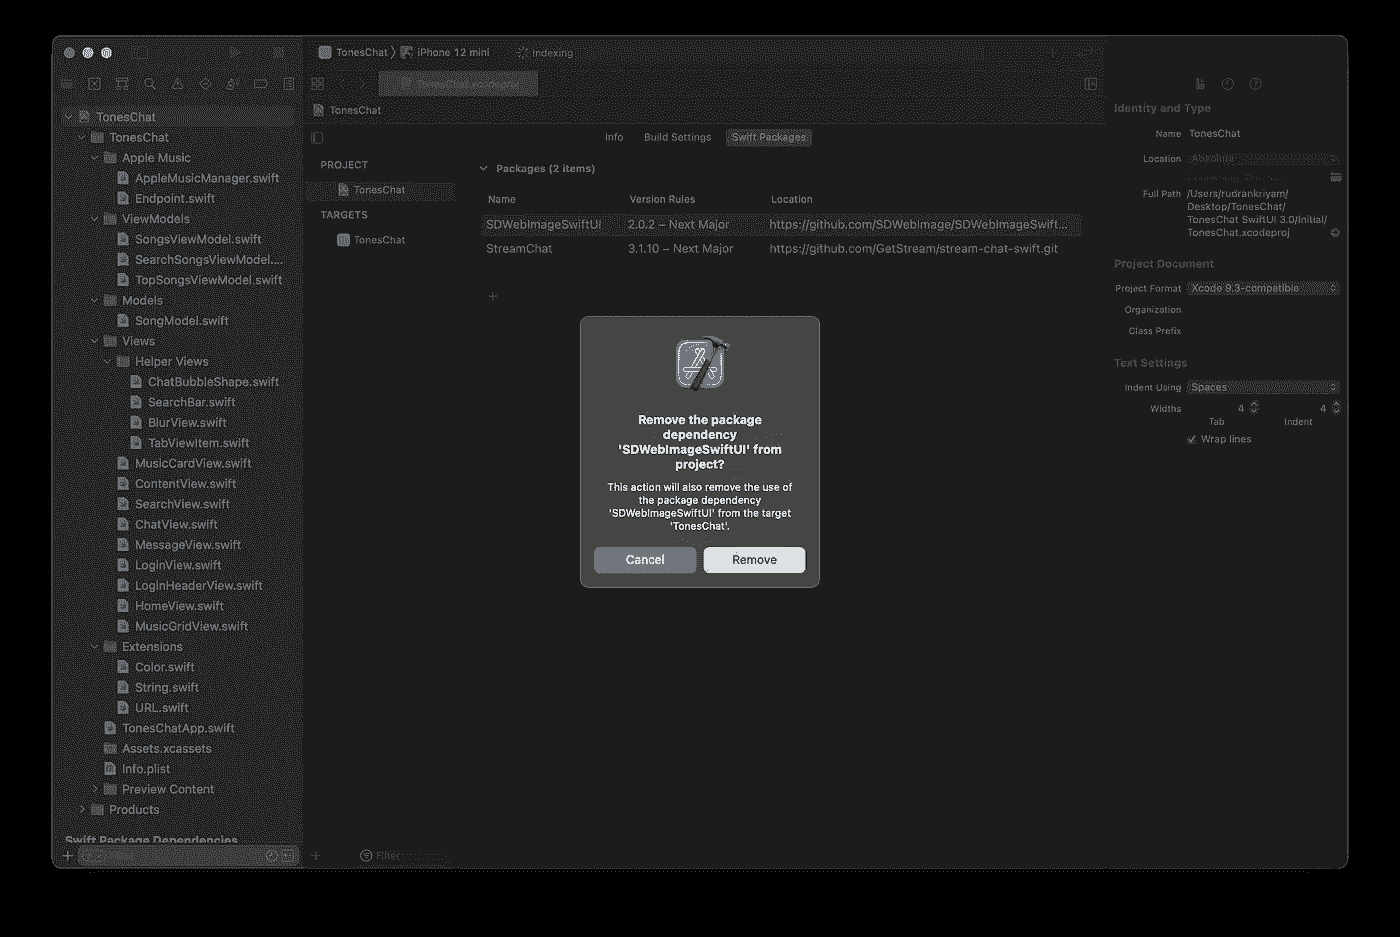 TonesChat
iPhone 12 mini
Indexing
TonesChat.xcodeproj
TonesChat
Info
Build Settings
Swift Packages
TonesChat
TonesChat
Apple Music
AppleMusicManager.swift
Endpoint.swift
ViewModels
SongsViewModel.swift
SearchSongsViewModel....
TopSongsViewModel.swift
Models
SongModel.swift
Views
Helper Views
ChatBubbleShape.swift
SearchBar.swift
BlurView.swift
TabViewItem.swift
MusicCardView.swift
ContentView.swift
SearchView.swift
ChatView.swift
MessageView.swift
LoginView.swift
LoginHeaderView.swift
HomeView.swift
MusicGridView.swift
Extensions
Color.swift
String.swift
URL.swift
TonesChatApp.swift
Assets.xcassets
Info.plist
Preview Content
Products
Swift Package Dependencies
PROJECT
TonesChat
TARGETS
TonesChat
Packages (2 items)
Name Version Rules Location
SDWebImageSwiftUI 2.0.2 – Next Major https://github.com/SDWebImage/SDWebImageSwift...
StreamChat 3.1.10 – Next Major https://github.com/GetStream/stream-chat-swift.git
Remove the package
dependency
'SDWebImageSwiftUI' from
project?
This action will also remove the use of
the package dependency
'SDWebImageSwiftUI' from the target
'TonesChat'.
Cancel
Remove
Filter
Identity and Type
Name TonesChat
Location Absolute
Full Path /Users/rudrankriyam/
Desktop/TonesChat/
TonesChat SwiftUI 3.0/Initial/
TonesChat.xcodeproj
Project Document
Project Format Xcode 9.3-compatible
Organization
Class Prefix
Text Settings
Indent Using Spaces
Widths 4 4
Tab Indent
Wrap lines